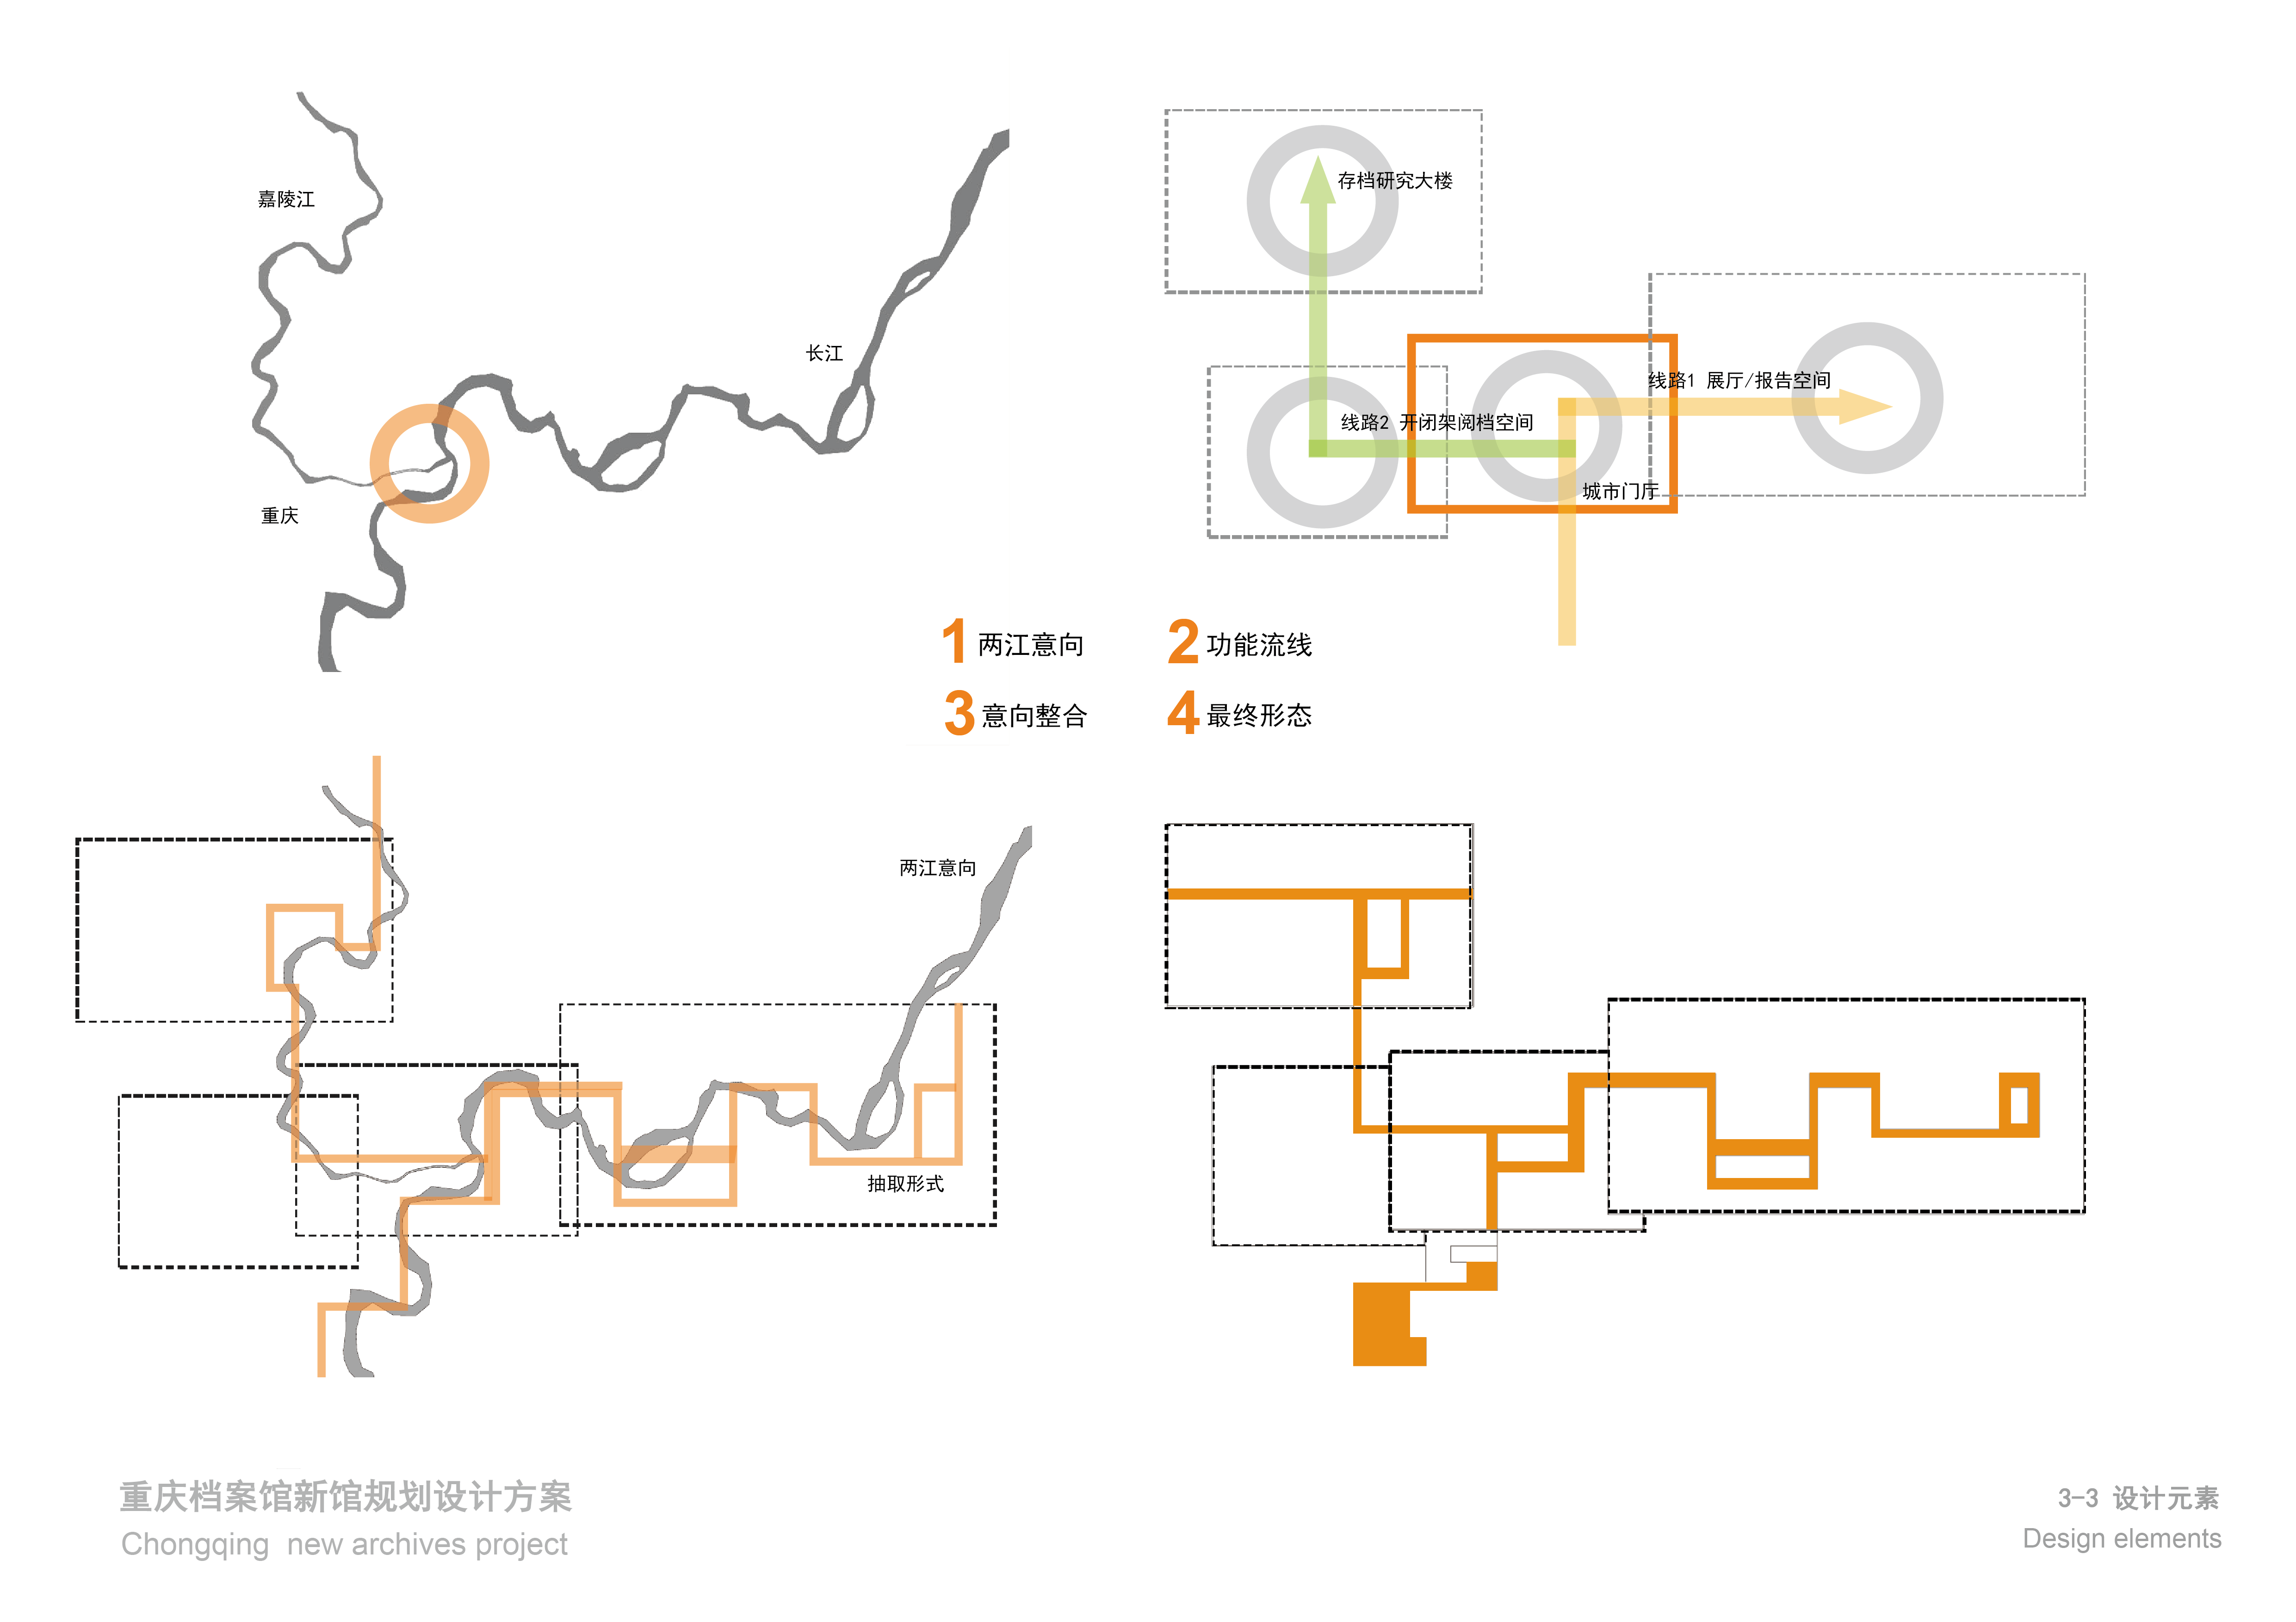 嘉陵江
长江
重庆
存档研究大楼
线路1 展厅/报告空间
线路2 开闭架阅档空间
城市门厅
1 两江意向
2 功能流线
3 意向整合
4 最终形态
两江意向
抽取形式
重庆档案馆新馆规划设计方案
Chongqing new archives project
3-3 设计元素
Design elements